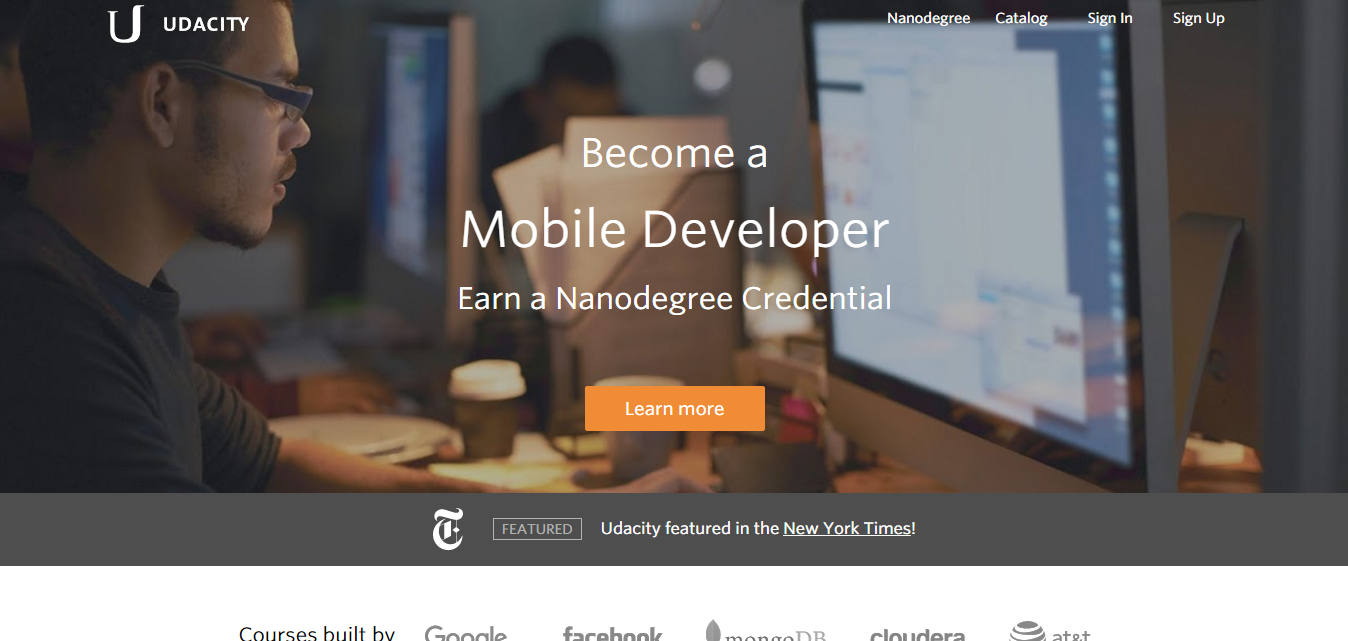 UDACITY
Nanodegree Catalog Sign In Sign Up
Become a
Mobile Developer
Earn a Nanodegree Credential
Learn more
FEATURED Udacity featured in the New York Times!
Courses built by Google facebook mongoDB cloudera at&t